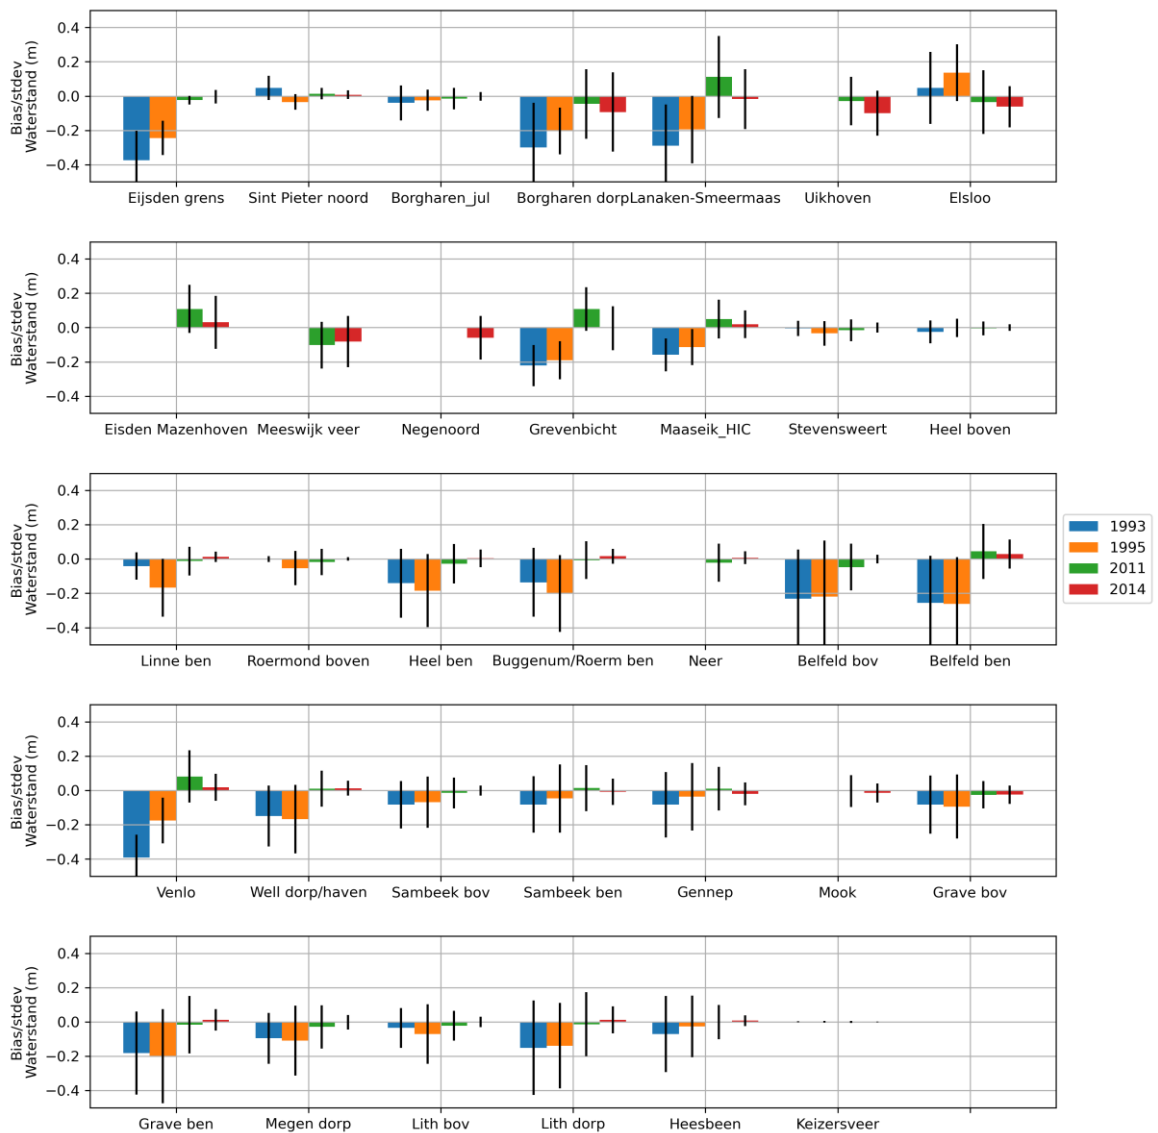 0.4
0.2
0.0
−0.2
−0.4
Bias/stdev
Waterstand (m)
Eijsden grens
Sint Pieter noord
Borgharen_jul
Borgharen dorp
Lanaken-Smeermaas
Uikhoven
Elsloo
0.4
0.2
0.0
−0.2
−0.4
Bias/stdev
Waterstand (m)
Eisden Mazenhoven
Meeswijk veer
Negenoord
Grevenbicht
Maaseik_HIC
Stevensweert
Heel boven
0.4
0.2
0.0
−0.2
−0.4
Bias/stdev
Waterstand (m)
Linne ben
Roermond boven
Heel ben
Buggenum/Roerm ben
Neer
Belfeld bov
Belfeld ben
1993
1995
2011
2014
0.4
0.2
0.0
−0.2
−0.4
Bias/stdev
Waterstand (m)
Venlo
Well dorp/haven
Sambeek bov
Sambeek ben
Gennep
Mook
Grave bov
0.4
0.2
0.0
−0.2
−0.4
Bias/stdev
Waterstand (m)
Grave ben
Megen dorp
Lith bov
Lith dorp
Heesbeen
Keizersveer